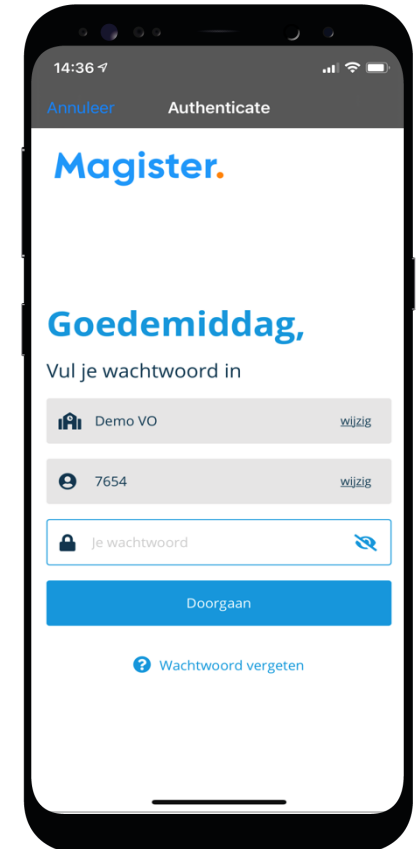 14:36
Annuleer Authenticate
Magister.
Goedemiddag,
Vul je wachtwoord in
Demo VO wijzig
7654 wijzig
Je wachtwoord
Doorgaan
Wachtwoord vergeten